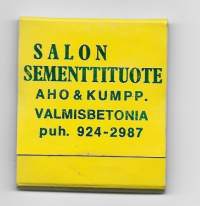 SALON
SEMENTTITUOTE
AHO & KUMPP.
VALMISBETONIA
puh. 924-2987